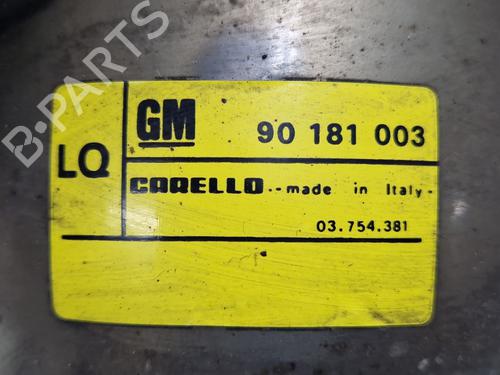 B-PARTS
GM 90 181 003
LQ
CARELLO -- made in Italy -
03.754.381